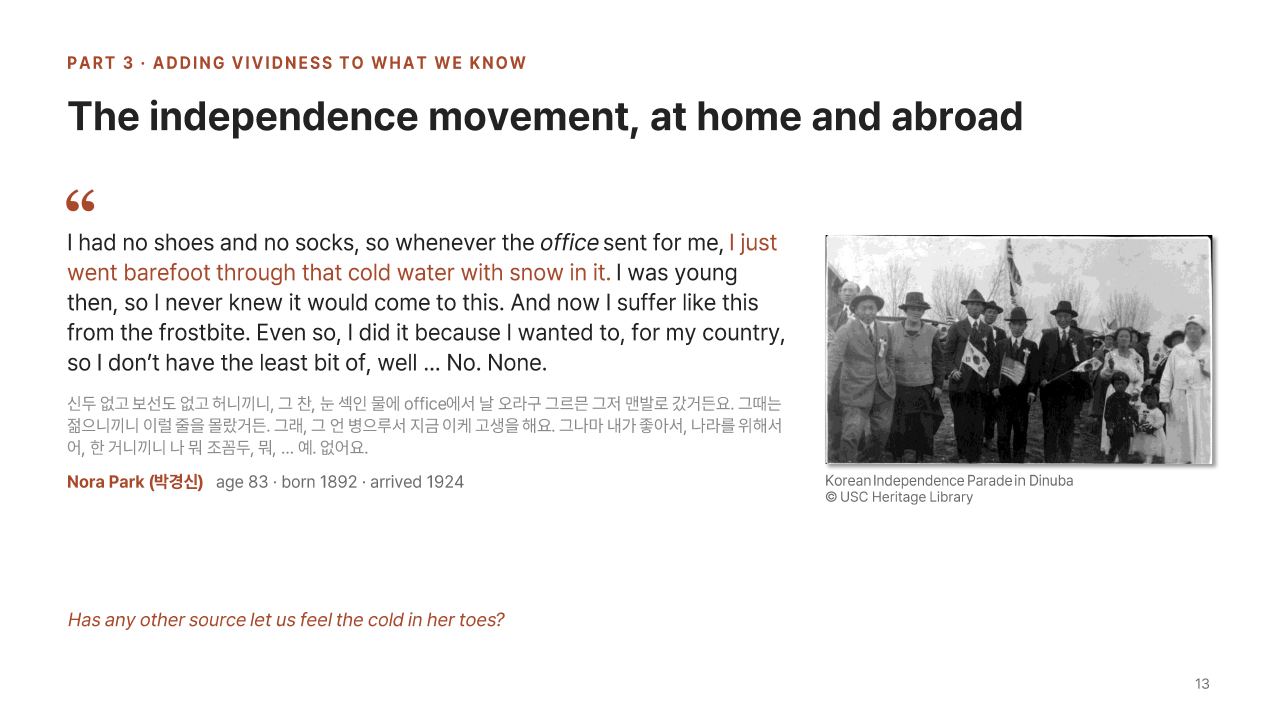 PART 3 · ADDING VIVIDNESS TO WHAT WE KNOW
The independence movement, at home and abroad
“
I had no shoes and no socks, so whenever the office sent for me, I just
went barefoot through that cold water with snow in it. I was young
then, so I never knew it would come to this. And now I suffer like this
from the frostbite. Even so, I did it because I wanted to, for my country,
so I don’t have the least bit of, well … No. None.
신두 없고 보선도 없고 허니끼니, 그 찬, 눈 섹인 물에 office에서 날 오라구 그르믄 그저 맨발로 갔거든요. 그때는
젊으니끼니 이럴 줄을 몰랐거든. 그래, 그 언 병으루서 지금 이케 고생을 해요. 그나마 내가 좋아서, 나라를 위해서
어, 한 거니끼니 나 뭐 조꼼두, 뭐, … 예. 없어요.
Nora Park (박경신) age 83 · born 1892 · arrived 1924
Korean Independence Parade in Dinuba
© USC Heritage Library
Has any other source let us feel the cold in her toes?
13